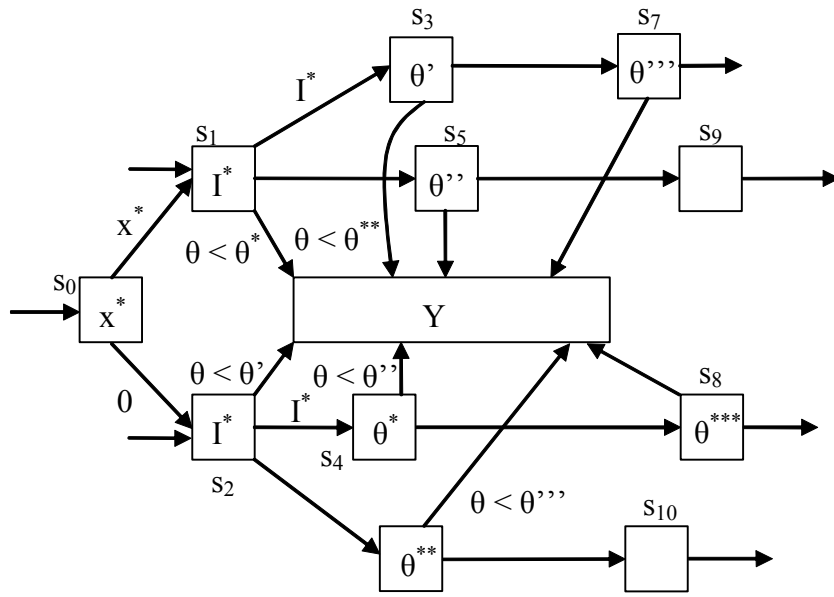 s3
s7
θ'
θ'''
I*
s1
s5
s9
I*
θ''
x*
θ < θ*
θ < θ**
s0
x*
Y
0
θ < θ'
θ < θ''
s8
I*
I*
θ*
θ***
s4
s2
θ < θ'''
s10
θ**